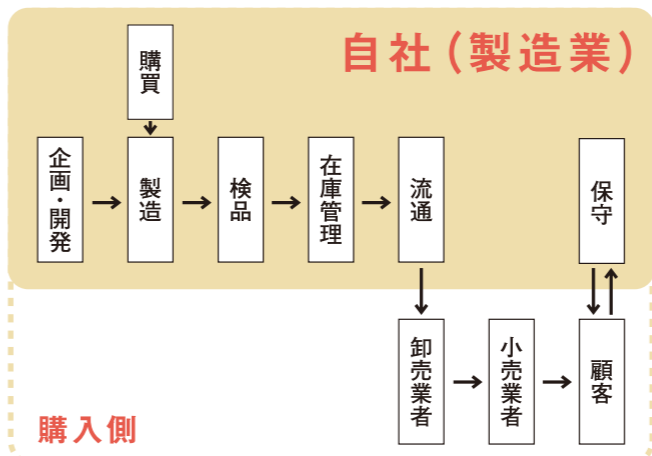 自社(製造業)
購買
企画・開発
製造
検品
在庫管理
流通
保守
卸売業者
小売業者
顧客
購入側